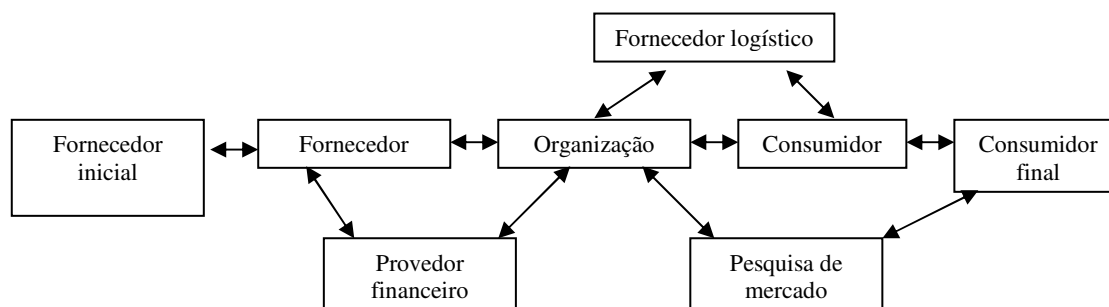 Fornecedor logístico
Fornecedor
inicial
Fornecedor
Organização
Consumidor
Consumidor
final
Provedor
financeiro
Pesquisa de
mercado